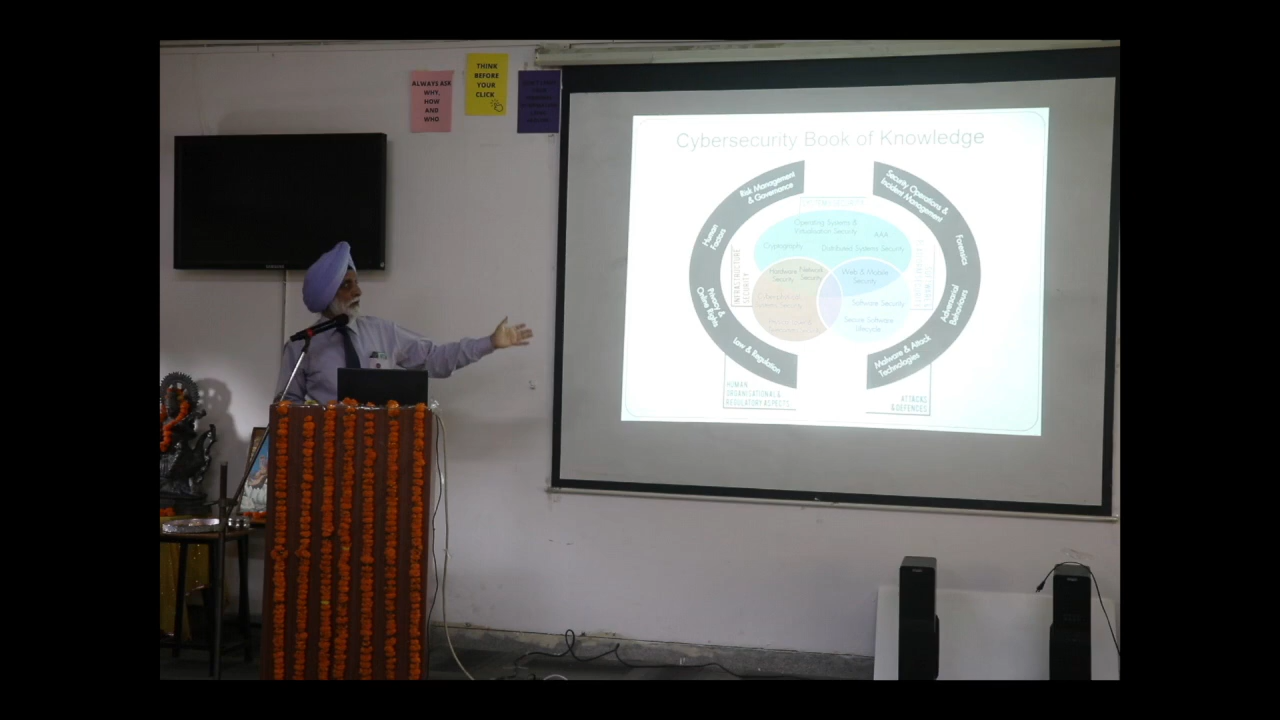 ALWAYS ASK
WHY,
HOW
AND
WHO
THINK
BEFORE
YOUR
CLICK
SAMSUNG
Cybersecurity Book of Knowledge
Risk Management
& Governance
Human
Factors
Privacy &
Online Rights
Law & Regulation
HUMAN,
ORGANISATIONAL &
REGULATORY ASPECTS
INFRASTRUCTURE
SECURITY
Operating Systems &
Virtualisation Security
AAA
Cryptography
Distributed Systems Security
Hardware
Security
Network
Security
Web & Mobile
Security
Software Security
Secure Software
Lifecycle
Security Operations &
Incident Management
Forensics
Adversarial
Behaviours
Malware & Attack
Technologies
ATTACKS
& DEFENSES